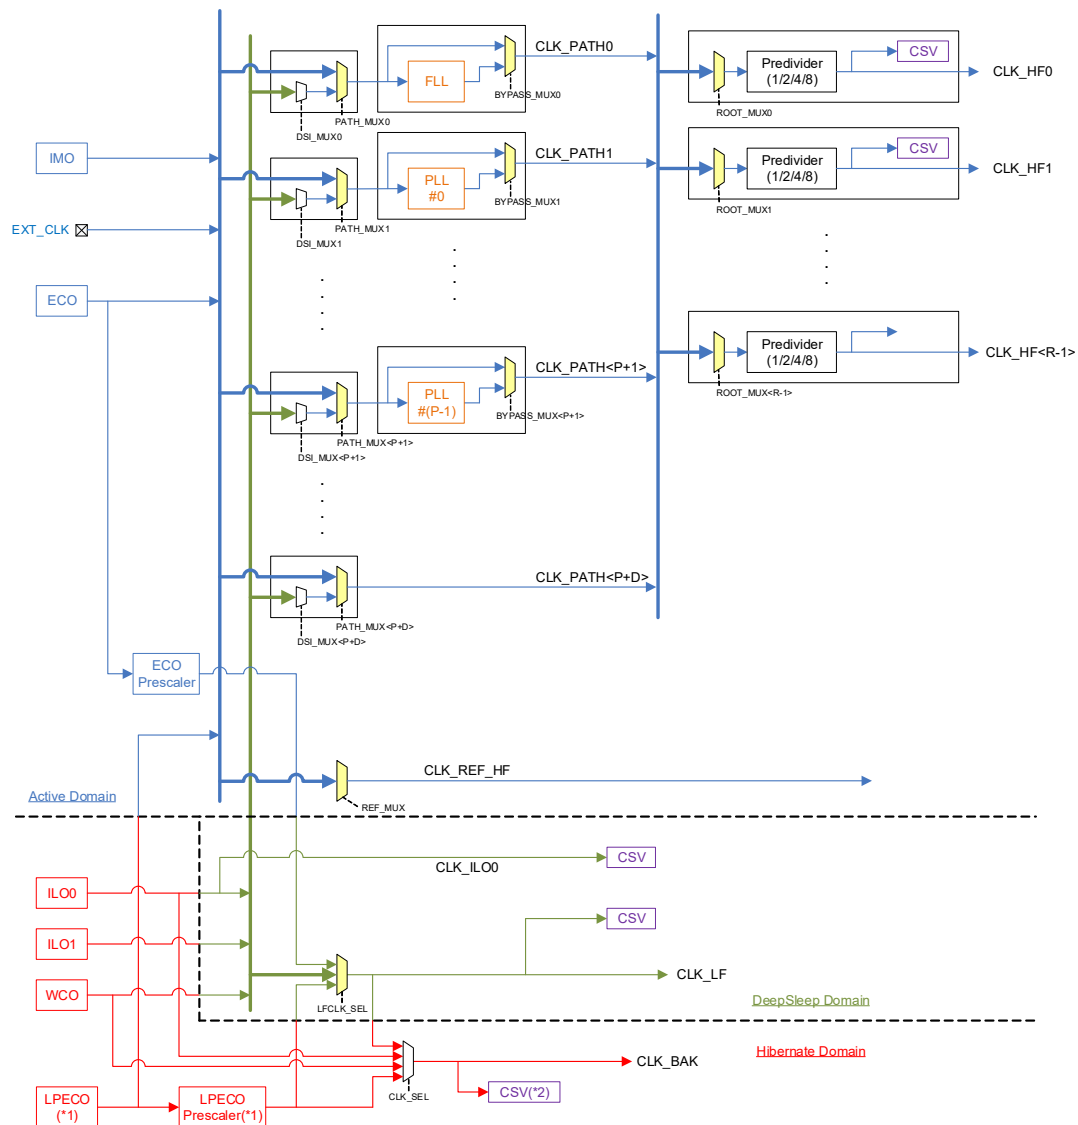 CLK_PATH0
CSV
FLL
Predivider
(1/2/4/8)
CLK_HF0
BYPASS_MUX0
ROOT_MUX0
PATH_MUX0
DSI_MUX0
IMO
CLK_PATH1
CSV
PLL
#0
Predivider
(1/2/4/8)
CLK_HF1
BYPASS_MUX1
ROOT_MUX1
PATH_MUX1
DSI_MUX1
EXT_CLK
ECO
Predivider
(1/2/4/8)
CLK_HF<R-1>
CLK_PATH<P+1>
PLL
#(P-1)
ROOT_MUX<R-1>
BYPASS_MUX<P+1>
PATH_MUX<P+1>
DSI_MUX<P+1>
CLK_PATH<P+D>
PATH_MUX<P+D>
DSI_MUX<P+D>
ECO
Prescaler
CLK_REF_HF
REF_MUX
Active Domain
CSV
CLK_ILO0
ILO0
CSV
ILO1
CLK_LF
WCO
LFCLK_SEL
DeepSleep Domain
Hibernate Domain
CLK_BAK
CLK_SEL
CSV(*2)
LPECO
(*1)
LPECO
Prescaler(*1)